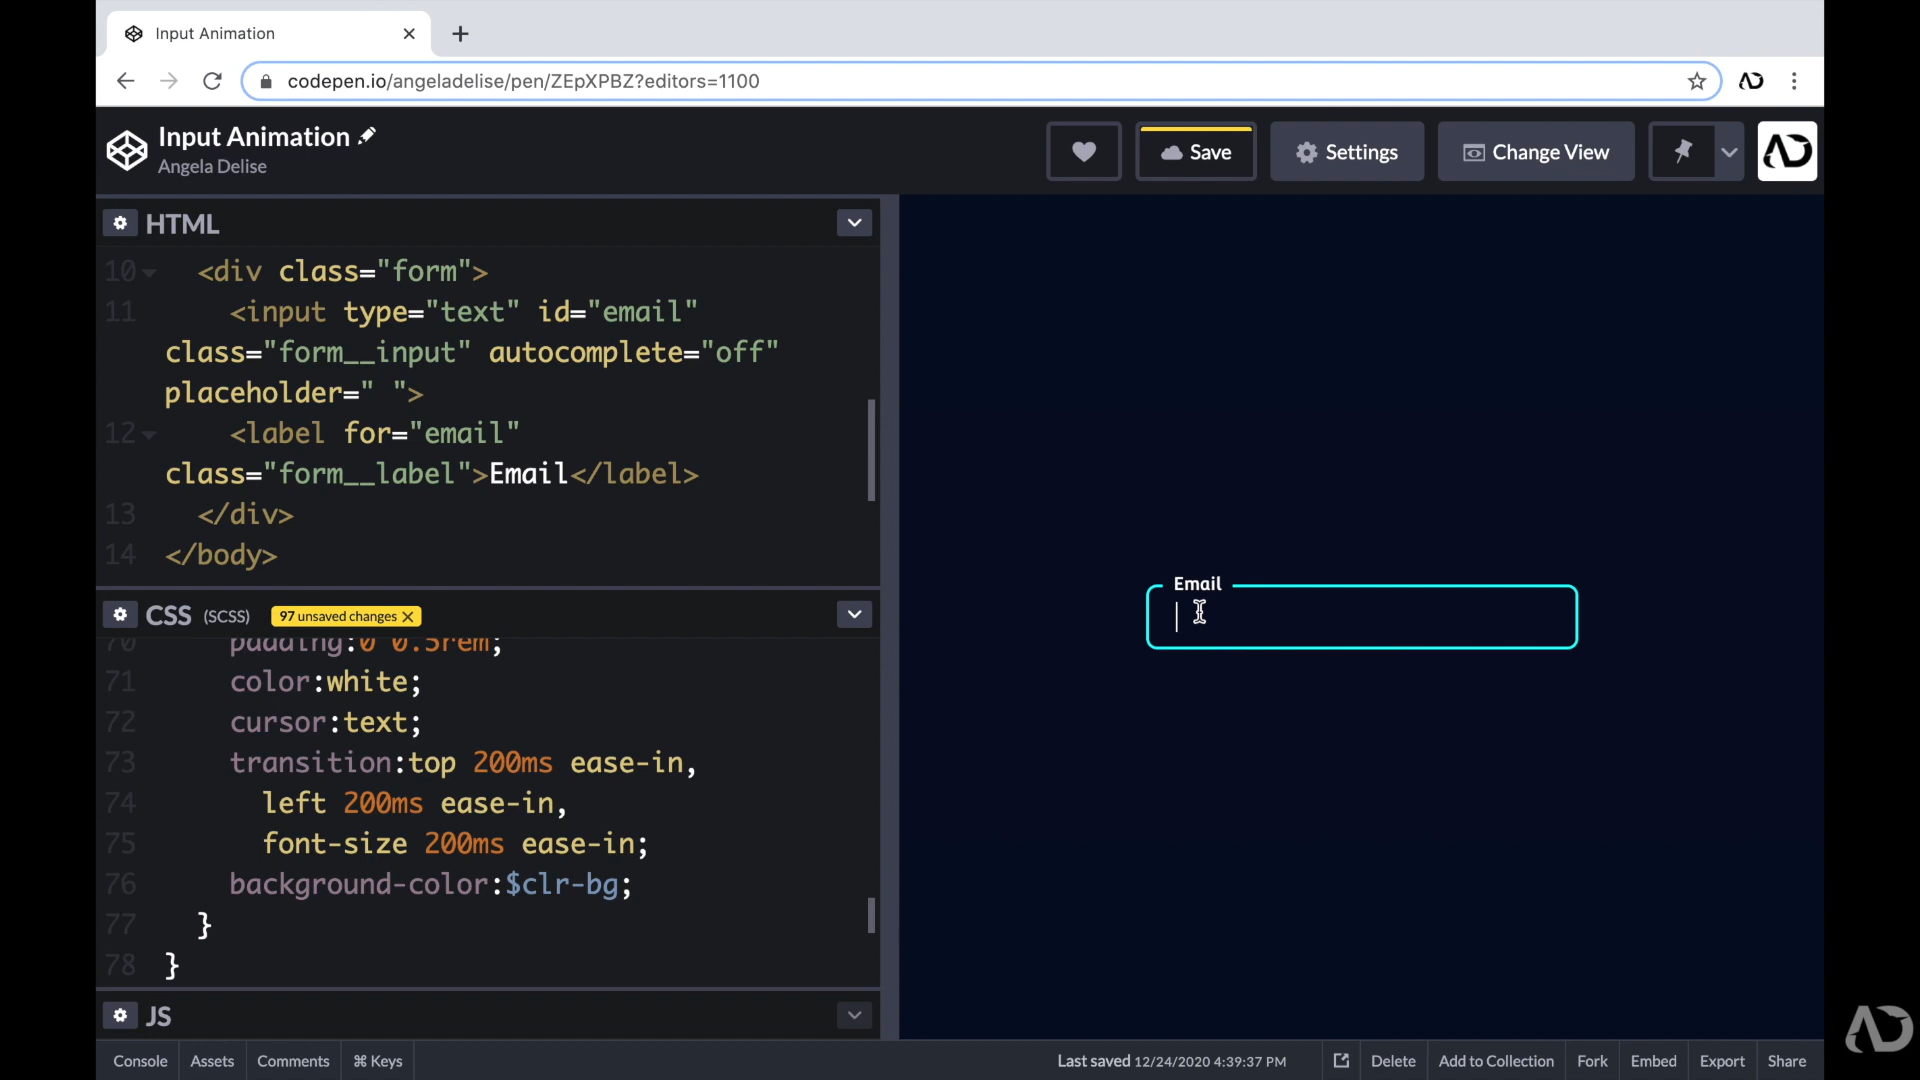 Input Animation
codepen.io/angeladelise/pen/ZEpXPBZ?editors=1100
Input Animation
Angela Delise
Save
Settings
Change View
HTML
10 <div class="form">
11 <input type="text" id="email"
class="form__input" autocomplete="off"
placeholder=" ">
12 <label for="email"
class="form__label">Email</label>
13 </div>
14 </body>
CSS (SCSS) 97 unsaved changes
70 padding:0 0.5rem;
71 color:white;
72 cursor:text;
73 transition:top 200ms ease-in,
74 left 200ms ease-in,
75 font-size 200ms ease-in;
76 background-color:$clr-bg;
77 }
78 }
JS
Email
Console Assets Comments ⌘ Keys
Last saved 12/24/2020 4:39:37 PM
Delete Add to Collection Fork Embed Export Share